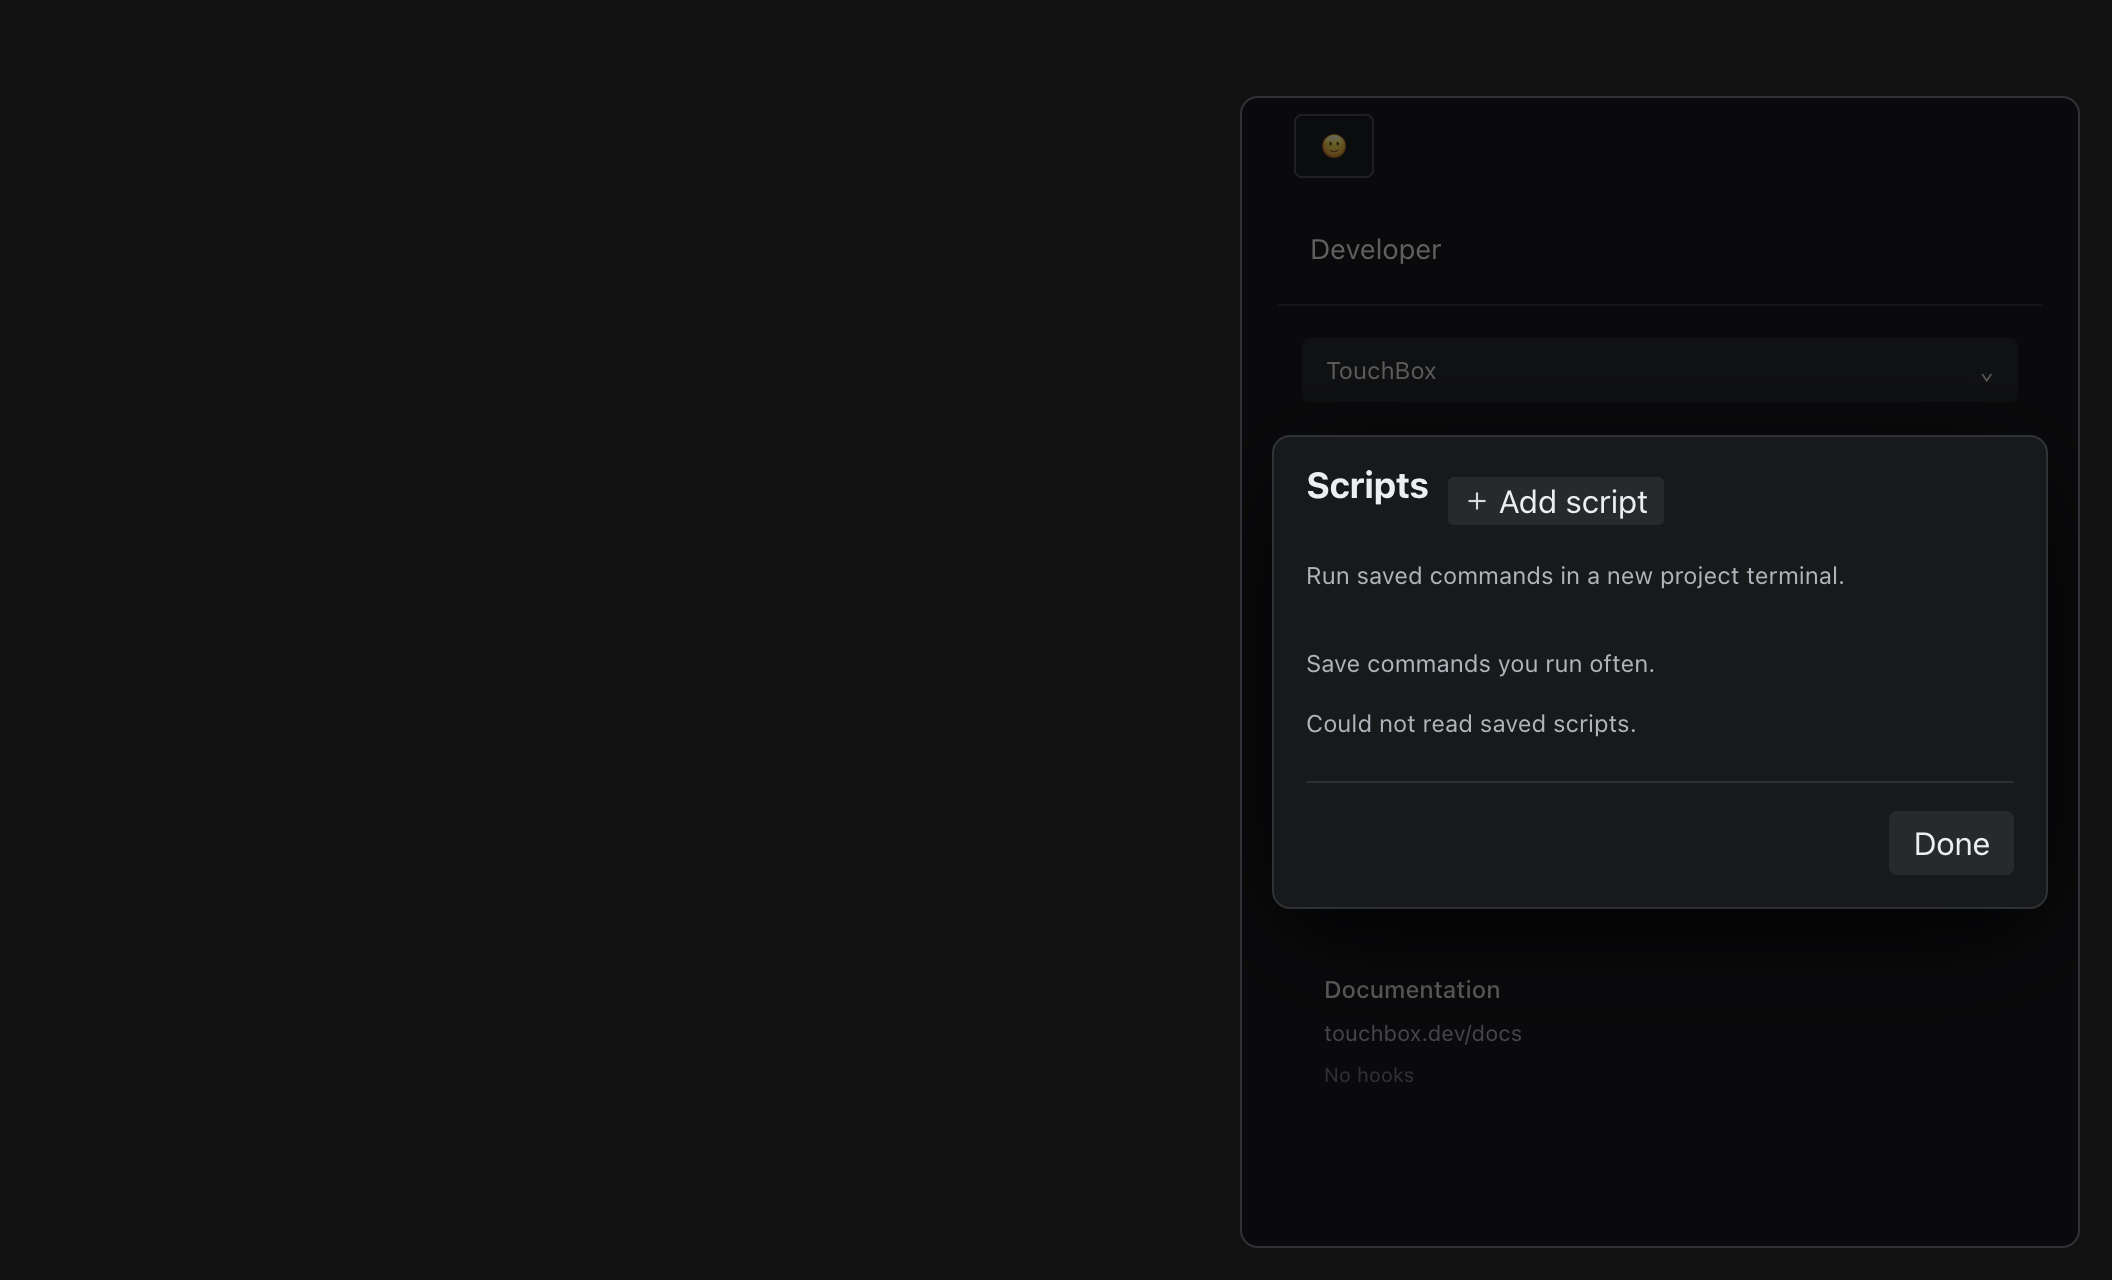 Developer
TouchBox
Scripts
+ Add script
Run saved commands in a new project terminal.
Save commands you run often.
Could not read saved scripts.
Done
Documentation
touchbox.dev/docs
No hooks